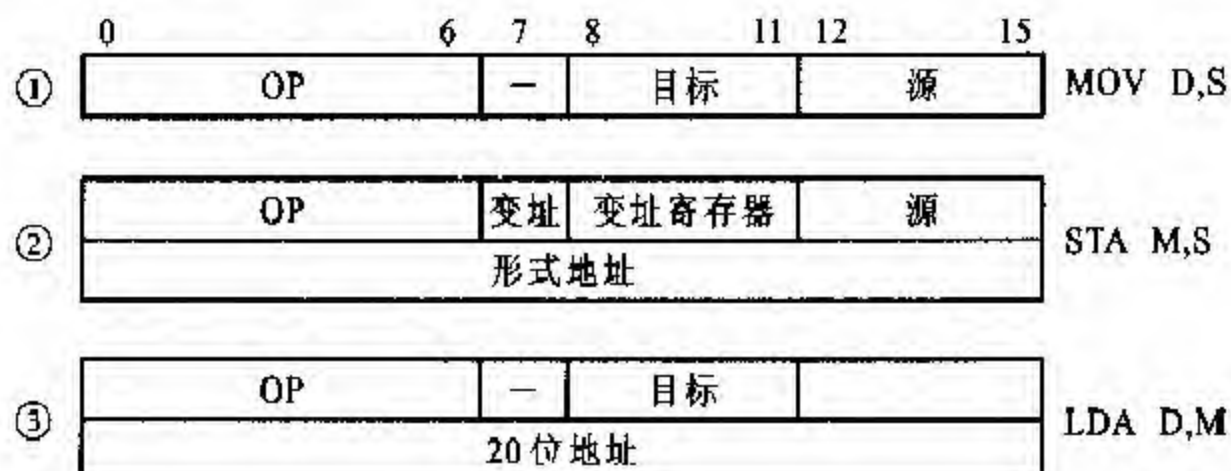 0 6 7 8 11 12 15
① OP — 目标 源 MOV D,S
OP 变址 变址寄存器 源
② STA M,S
形式地址
OP — 目标
③ LDA D,M
20位地址